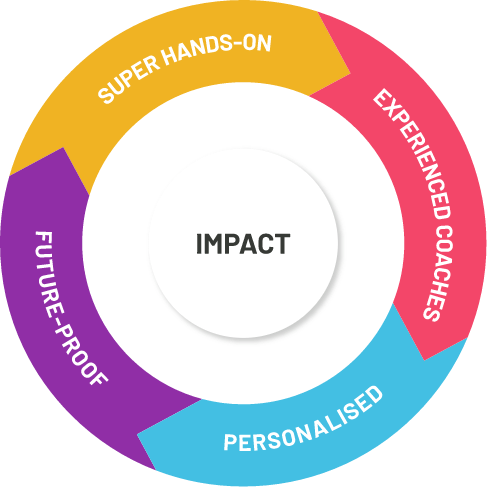 SUPER HANDS-ON
EXPERIENCED COACHES
PERSONALISED
FUTURE-PROOF
IMPACT